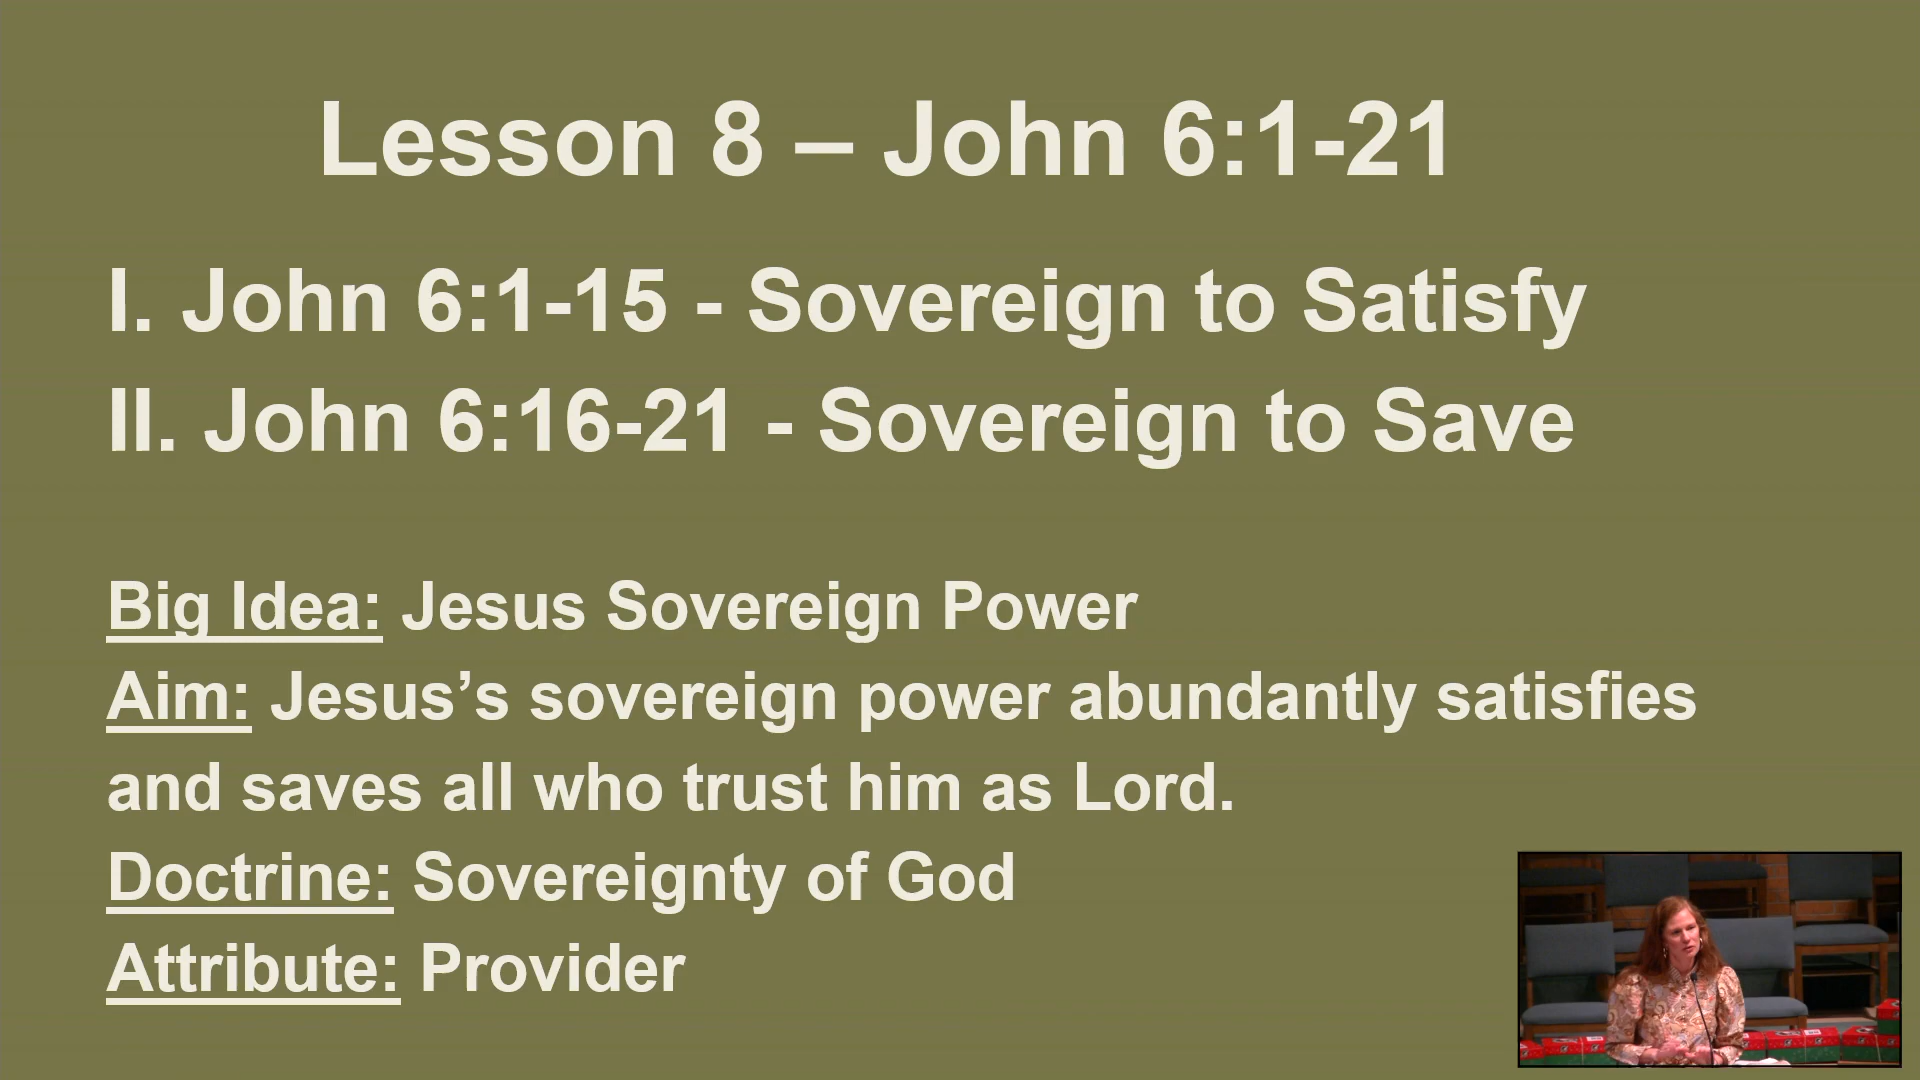 Lesson 8 – John 6:1-21
I. John 6:1-15 - Sovereign to Satisfy
II. John 6:16-21 - Sovereign to Save
Big Idea: Jesus Sovereign Power
Aim: Jesus’s sovereign power abundantly satisfies
and saves all who trust him as Lord.
Doctrine: Sovereignty of God
Attribute: Provider